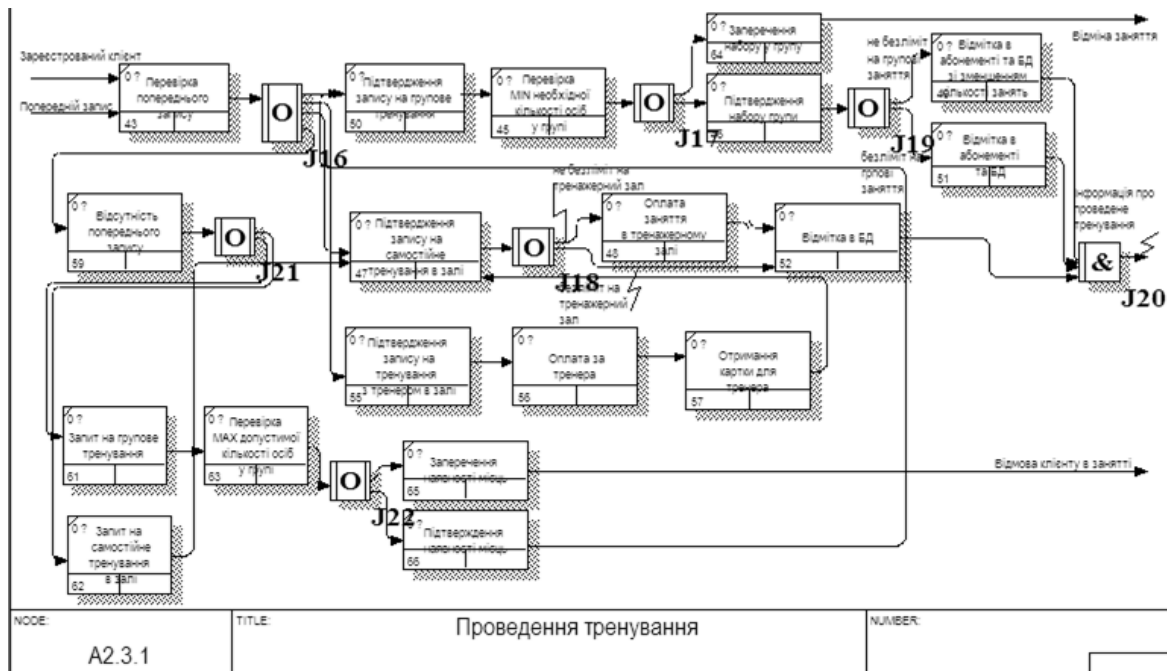 Зареєстрований клієнт
Попередній запис
0 ?
Перевірка
попереднього
запису
43
O
J16
0 ?
Підтвердження
запису на групове
тренування
50
0 ?
Перевірка
MIN необхідної
кількості осіб
у групі
45
O
J17
0 ?
Заперечення
набору у групу
64
Відміна заняття
0 ?
Підтвердження
набору групи
O
J19
не безліміт
на групові
заняття
0 ?
Відмітка в
абонементі та БД
зі зменшенням
кількості занять
безліміт на
грпові
заняття
0 ?
Відмітка в
абонементі
та БД
51
0 ?
Відсутність
попереднього
запису
59
O
J21
0 ?
Підтвердження
запису на
самостійне
тренування в залі
47
O
J18
не безліміт на
тренажерний зал
безліміт на
тренажерний
зал
0 ?
Оплата
заняття
в тренажерному
залі
48
0 ?
Відмітка в БД
52
Інформація про
проведене
тренування
&
J20
0 ?
Підтвердження
запису на
тренування
з тренером в залі
55
0 ?
Оплата за
тренера
56
0 ?
Отримання
картки для
тренера
57
0 ?
Запит на групове
тренування
61
0 ?
Перевірка
MAX допустимої
кількості осіб
у групі
63
O
J22
0 ?
Заперечення
наяності місць
65
Відмова клієнту в занятті
0 ?
Підтверждення
наяності місць
66
0 ?
Запит на
самостійне
тренування
в залі
62
NODE:
A2.3.1
TITLE:
Проведення тренування
NUMBER: